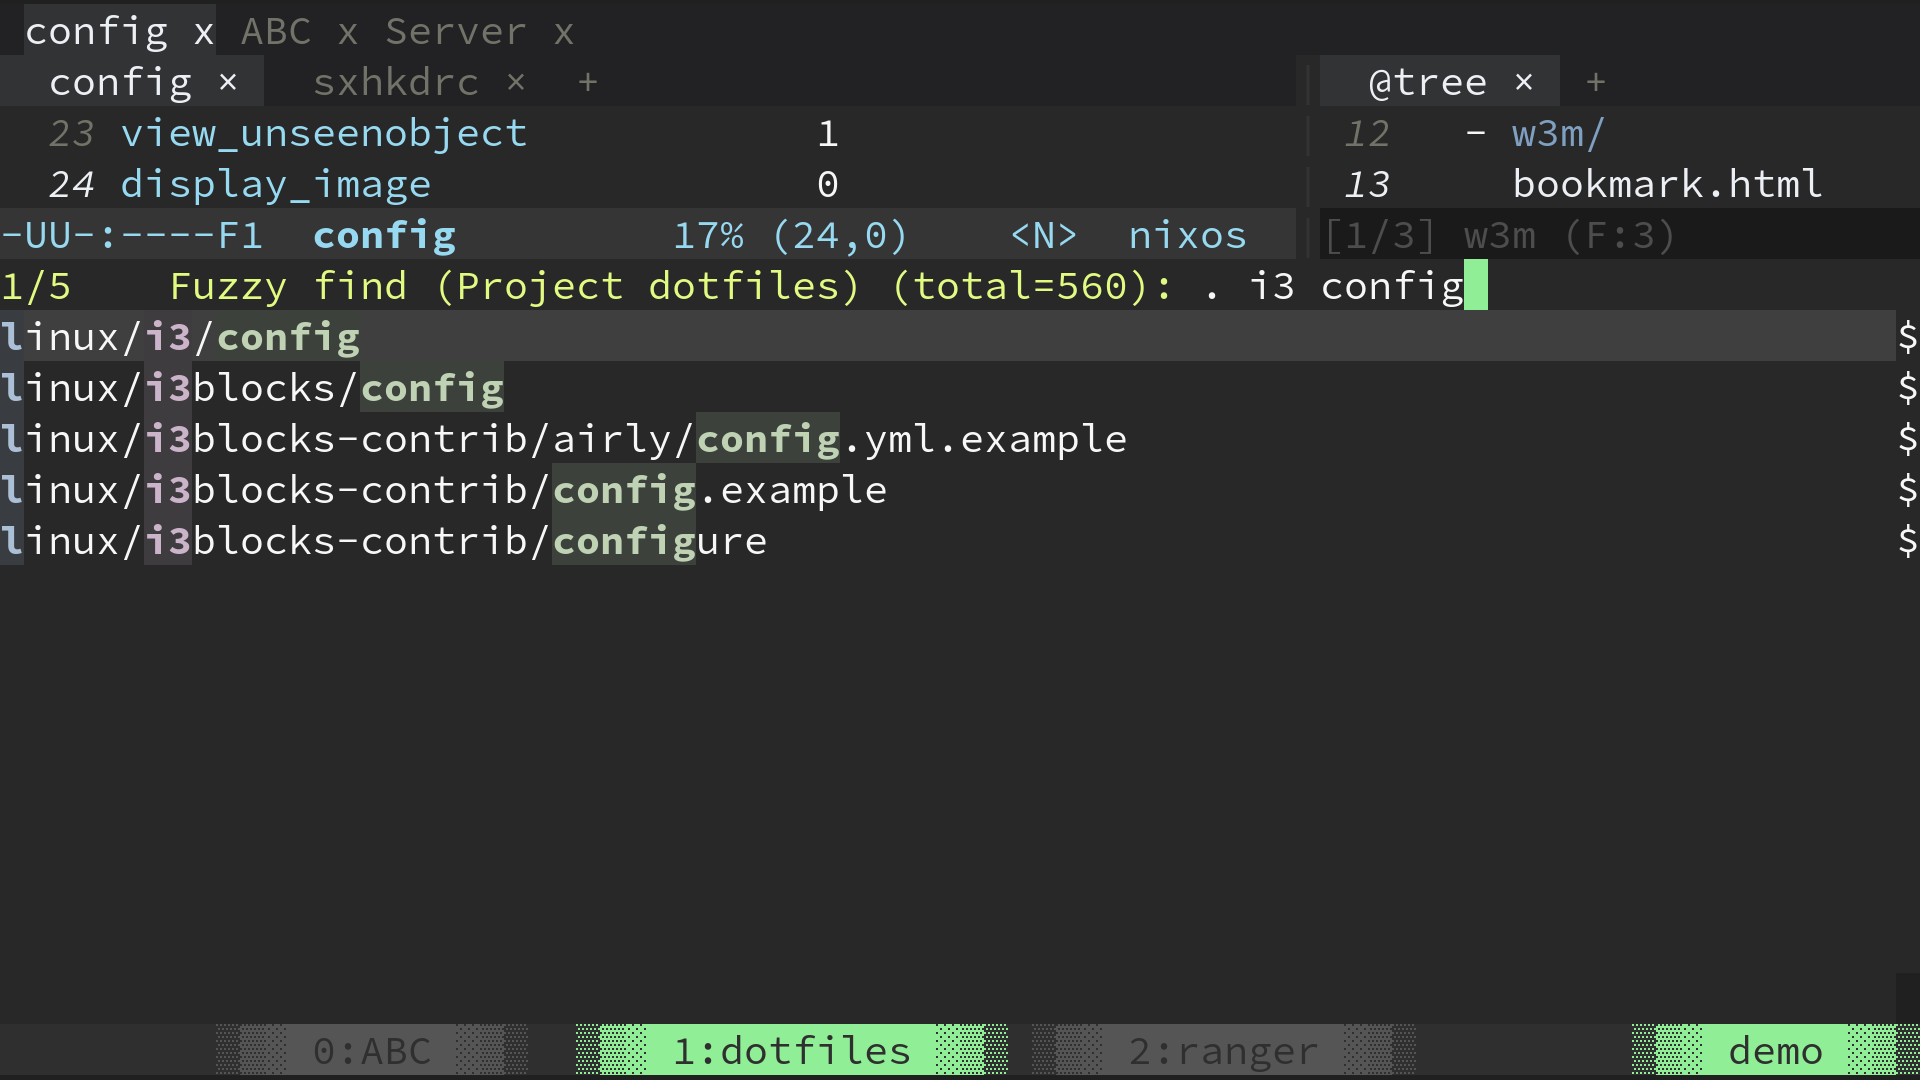 config x ABC x Server x
config × sxhkdrc × + @tree × +
23 view_unseenobject 1 12 - w3m/
24 display_image 0 13 bookmark.html
-UU-:----F1 config 17% (24,0) <N> nixos [1/3] w3m (F:3)
1/5 Fuzzy find (Project dotfiles) (total=560): . i3 config
linux/i3/config $
linux/i3blocks/config $
linux/i3blocks-contrib/airly/config.yml.example $
linux/i3blocks-contrib/config.example $
linux/i3blocks-contrib/configure $
0:ABC 1:dotfiles 2:ranger demo